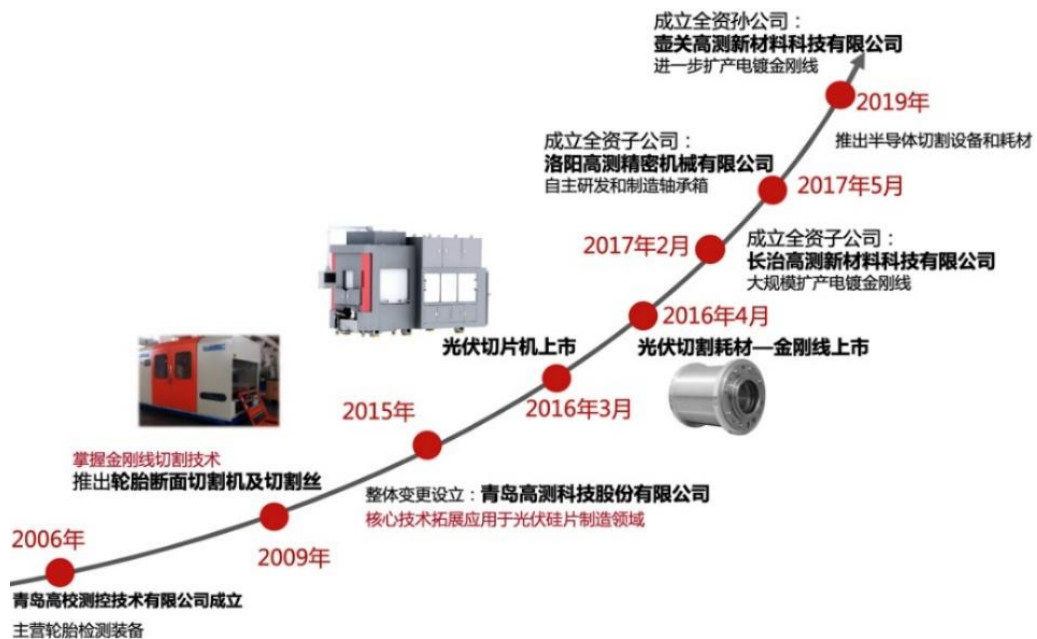 成立全资孙公司：
壶关高测新材料科技有限公司
进一步扩产电镀金刚线
2019年
推出半导体切割设备和耗材
成立全资子公司：
洛阳高测精密机械有限公司
自主研发和制造轴承箱
2017年5月
2017年2月
成立全资子公司：
长治高测新材料科技有限公司
大规模扩产电镀金刚线
2016年4月
光伏切割耗材—金刚线上市
光伏切片机上市
2016年3月
2015年
整体变更设立：青岛高测科技股份有限公司
核心技术拓展应用于光伏硅片制造领域
掌握金刚线切割技术
推出轮胎断面切割机及切割丝
2009年
2006年
青岛高校测控技术有限公司成立
主营轮胎检测装备